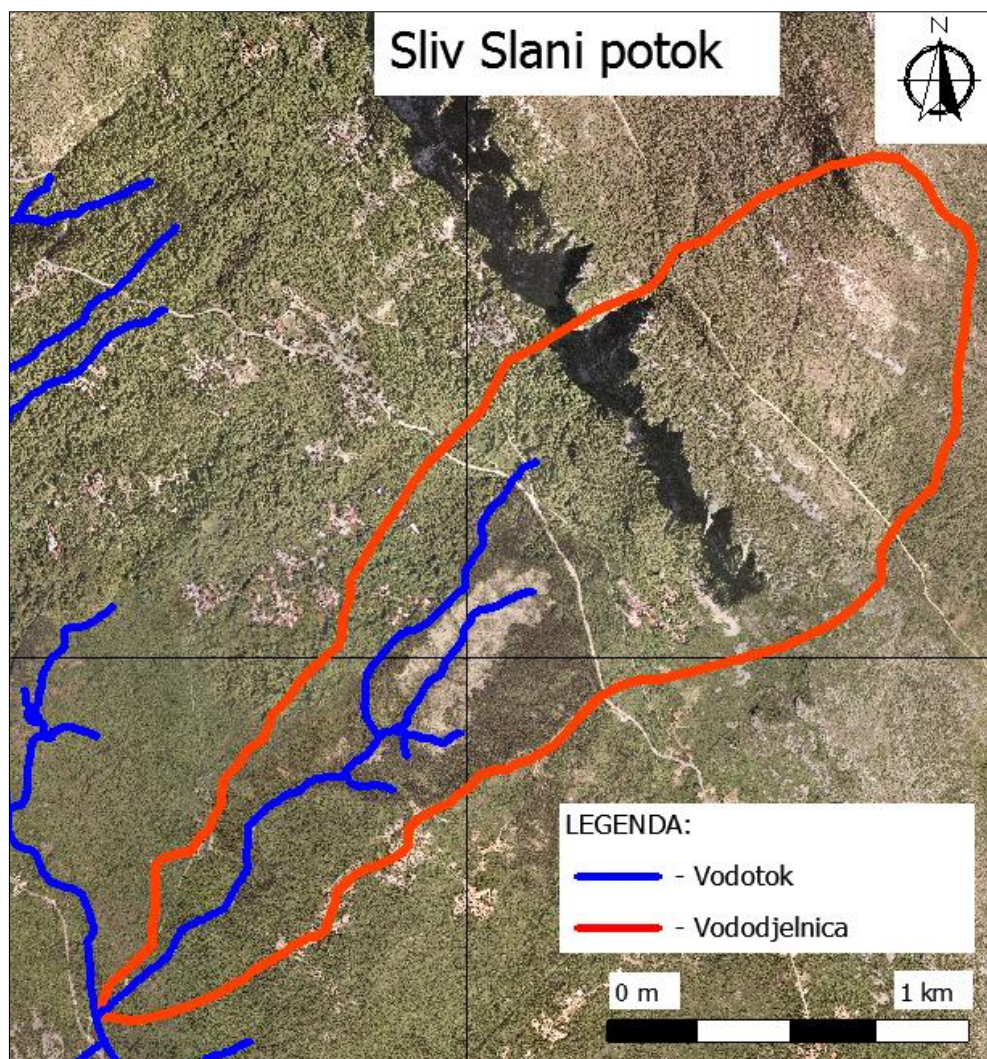 Sliv Slani potok
N
LEGENDA:
- Vodotok
- Vododjelnica
0 m
1 km